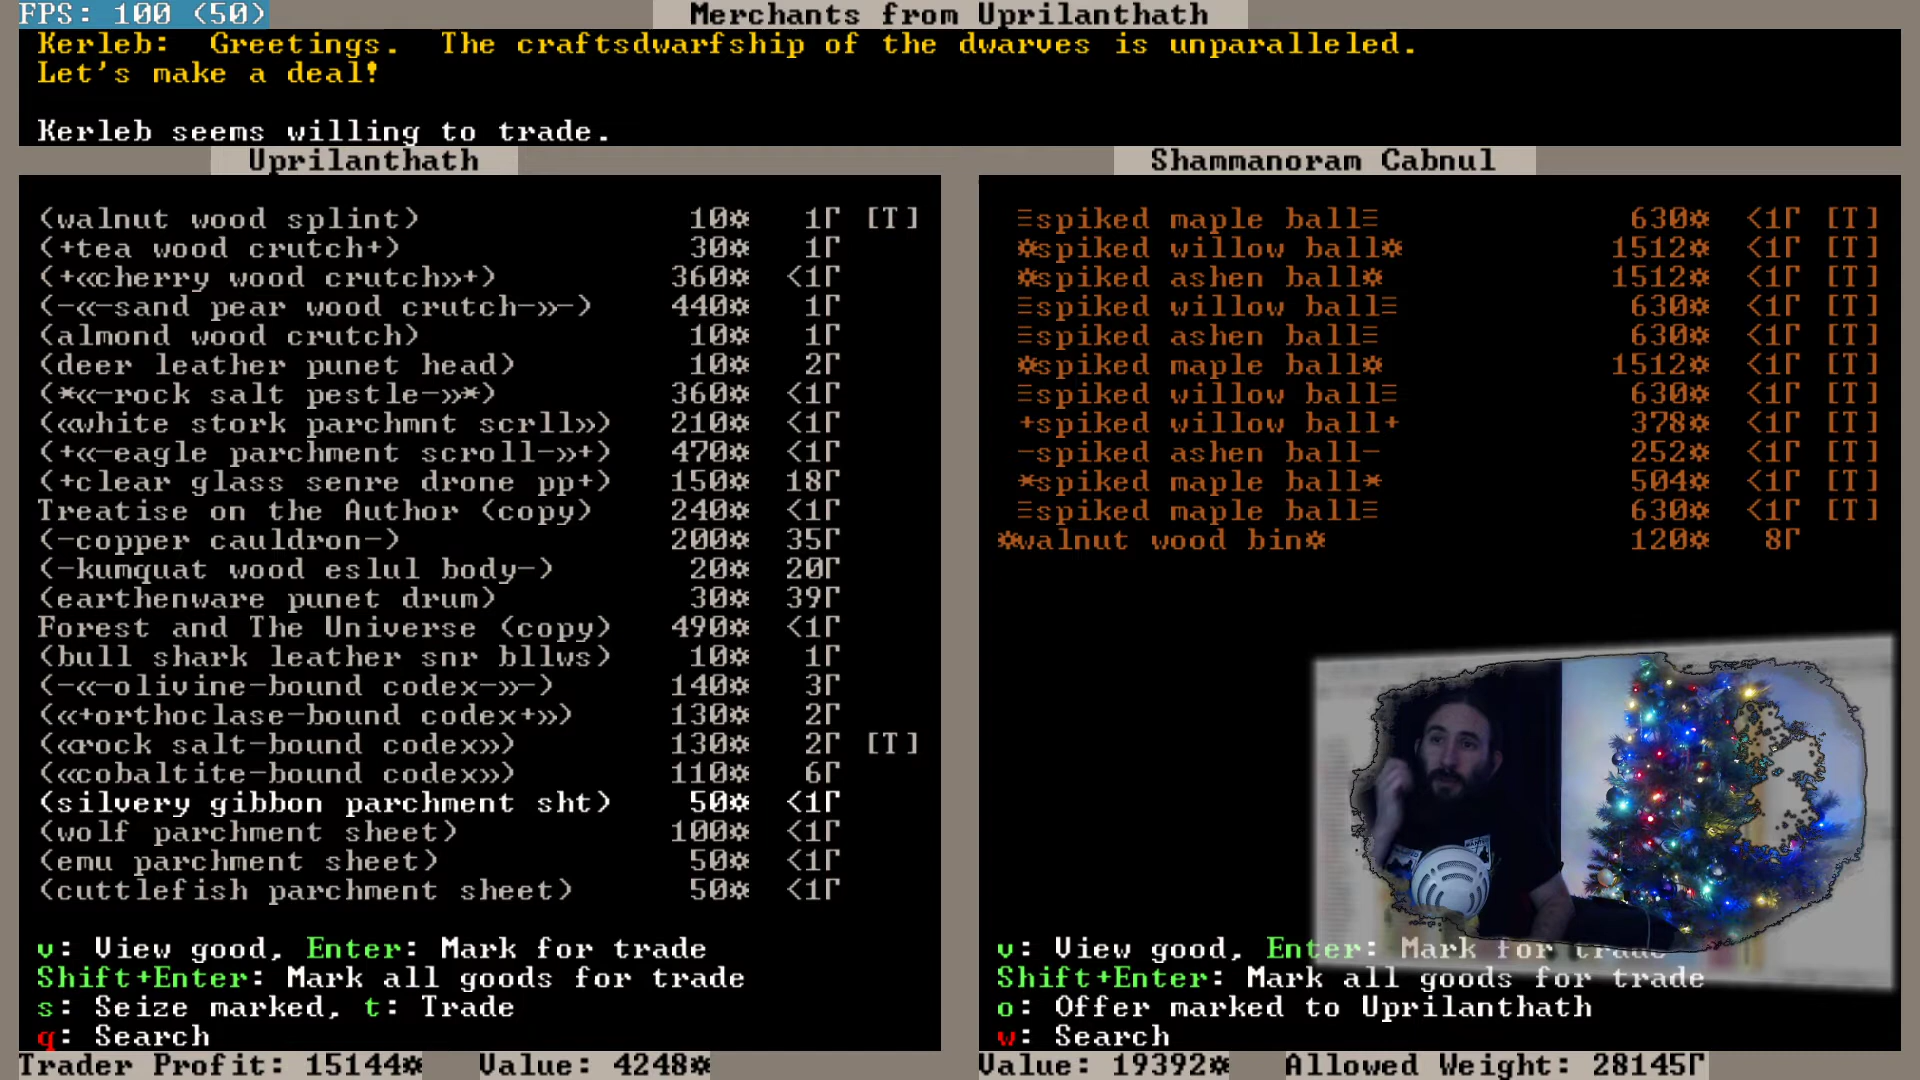 FPS: 100 (50)
Merchants from Uprilanthath
Kerleb: Greetings. The craftsdwarfship of the dwarves is unparalleled.
Let's make a deal!
Kerleb seems willing to trade.
Uprilanthath
(walnut wood splint) 10☼ 1Γ [T]
(+tea wood crutch+) 30☼ 1Γ
(+«cherry wood crutch»+) 360☼ <1Γ
(-«-sand pear wood crutch-»-) 440☼ 1Γ
(almond wood crutch) 10☼ 1Γ
(deer leather punet head) 10☼ 2Γ
(*«-rock salt pestle-»*) 360☼ <1Γ
(«white stork parchmnt scrll») 210☼ <1Γ
(+«-eagle parchment scroll-»+) 470☼ <1Γ
(+clear glass senre drone pp+) 150☼ 18Γ
Treatise on the Author (copy) 240☼ <1Γ
(-copper cauldron-) 200☼ 35Γ
(-kumquat wood eslul body-) 20☼ 20Γ
(earthenware punet drum) 30☼ 39Γ
Forest and The Universe (copy) 490☼ <1Γ
(bull shark leather snr bllws) 10☼ 1Γ
(-«-olivine-bound codex-»-) 140☼ 3Γ
(«+orthoclase-bound codex+») 130☼ 2Γ
(«rock salt-bound codex») 130☼ 2Γ [T]
(«cobaltite-bound codex») 110☼ 6Γ
(silvery gibbon parchment sht) 50☼ <1Γ
(wolf parchment sheet) 100☼ <1Γ
(emu parchment sheet) 50☼ <1Γ
(cuttlefish parchment sheet) 50☼ <1Γ
v: View good, Enter: Mark for trade
Shift+Enter: Mark all goods for trade
s: Seize marked, t: Trade
q: Search
Trader Profit: 15144☼ Value: 4248☼
Shammanoram Cabnul
≡spiked maple ball≡ 630☼ <1Γ [T]
☼spiked willow ball☼ 1512☼ <1Γ [T]
☼spiked ashen ball☼ 1512☼ <1Γ [T]
≡spiked willow ball≡ 630☼ <1Γ [T]
≡spiked ashen ball≡ 630☼ <1Γ [T]
☼spiked maple ball☼ 1512☼ <1Γ [T]
≡spiked willow ball≡ 630☼ <1Γ [T]
+spiked willow ball+ 378☼ <1Γ [T]
-spiked ashen ball- 252☼ <1Γ [T]
*spiked maple ball* 504☼ <1Γ [T]
≡spiked maple ball≡ 630☼ <1Γ [T]
☼walnut wood bin☼ 120☼ 8Γ
v: View good, Enter: Mark for trade
Shift+Enter: Mark all goods for trade
o: Offer marked to Uprilanthath
w: Search
Value: 19392☼ Allowed Weight: 28145Γ